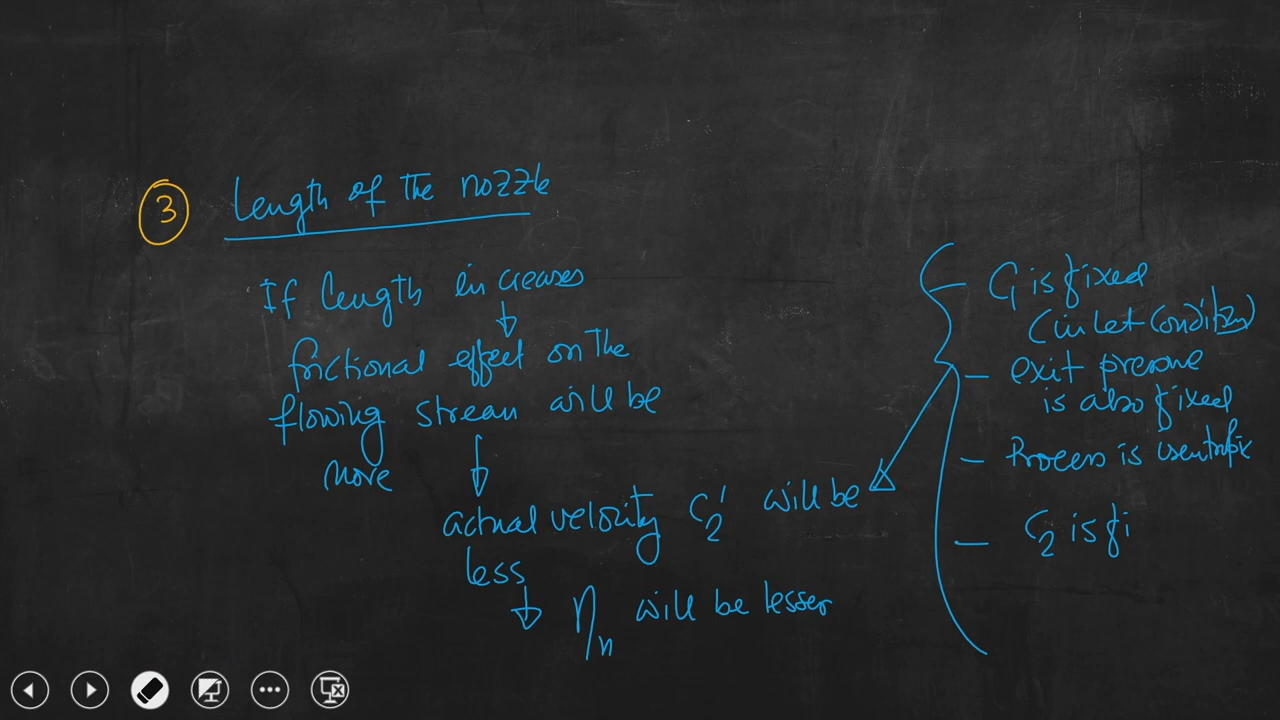 3 Length of the nozzle
If length increases
frictional effect on the
flowing stream will be
more
actual velocity C2' will be
less
ηn will be lesser
– C1 is fixed
(inlet condition)
– exit pressure
is also fixed
– Process is isentropic
– C2 is fi